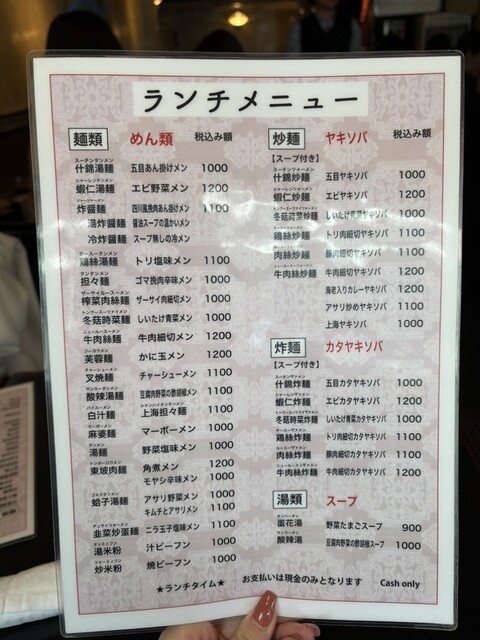 ランチメニュー
麺類 めん類 税込み額
什錦湯麺 五目あん掛けメン 1000
蝦仁湯麺 エビ野菜メン 1200
炸醤麺 四川風挽肉あん掛けメン 1100
湯炸醤麺 醤油スープの温かいメン
冷炸醤麺 スープ無しの冷メン
鶏絲湯麺 トリ塩味メン 1100
担々麺 ゴマ挽肉辛味メン 1000
榨菜肉絲麺 ザーサイ肉細切メン 1000
冬菇時菜麺 しいたけ青菜メン 1000
牛肉絲麺 牛肉細切メン 1200
芙蓉麺 かに玉メン 1200
叉焼麺 チャーシューメン 1100
酸辣湯麺 豆腐肉野菜の酢胡椒メン 1100
白汁麺 上海担々麺 1100
麻婆麺 マーボーメン 1000
湯麺 野菜塩味メン 1000
東坡肉麺 角煮メン 1200
モヤシ辛味メン 1000
蛤子湯麺 アサリ野菜メン 1000
キムチとアサリメン 1100
韭菜炒蛋麺 ニラ玉子塩味メン 1100
湯米粉 汁ビーフン 1000
炒米粉 焼ビーフン 1000
炒麺 ヤキソバ 税込み額
【スープ付き】
什錦炒麺 五目ヤキソバ 1000
蝦仁炒麺 エビヤキソバ 1200
冬菇時菜炒麺 しいたけ青菜ヤキソバ 1000
鶏絲炒麺 トリ肉細切ヤキソバ 1100
肉絲炒麺 豚肉細切ヤキソバ 1100
牛肉絲炒麺 牛肉細切ヤキソバ 1200
海老入りカレーヤキソバ 1200
アサリ炒めヤキソバ 1100
上海ヤキソバ 1000
炸麺 カタヤキソバ
【スープ付き】
什錦炸麺 五目カタヤキソバ 1000
蝦仁炸麺 エビカタヤキソバ 1200
冬菇時菜炸麺 しいたけ青菜カタヤキソバ 1000
鶏絲炸麺 トリ肉細切カタヤキソバ 1100
肉絲炸麺 豚肉細切カタヤキソバ 1100
牛肉絲炸麺 牛肉細切カタヤキソバ 1200
湯類 スープ
蛋花湯 野菜たまごスープ 900
酸辣湯 豆腐肉野菜の酢胡椒スープ 1000
★ランチタイム★ お支払いは現金のみとなります Cash only